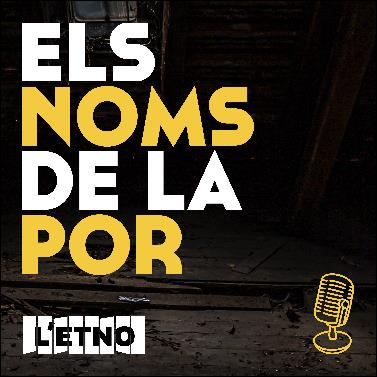 ELS
NOMS
DE LA
POR
L'ETNO